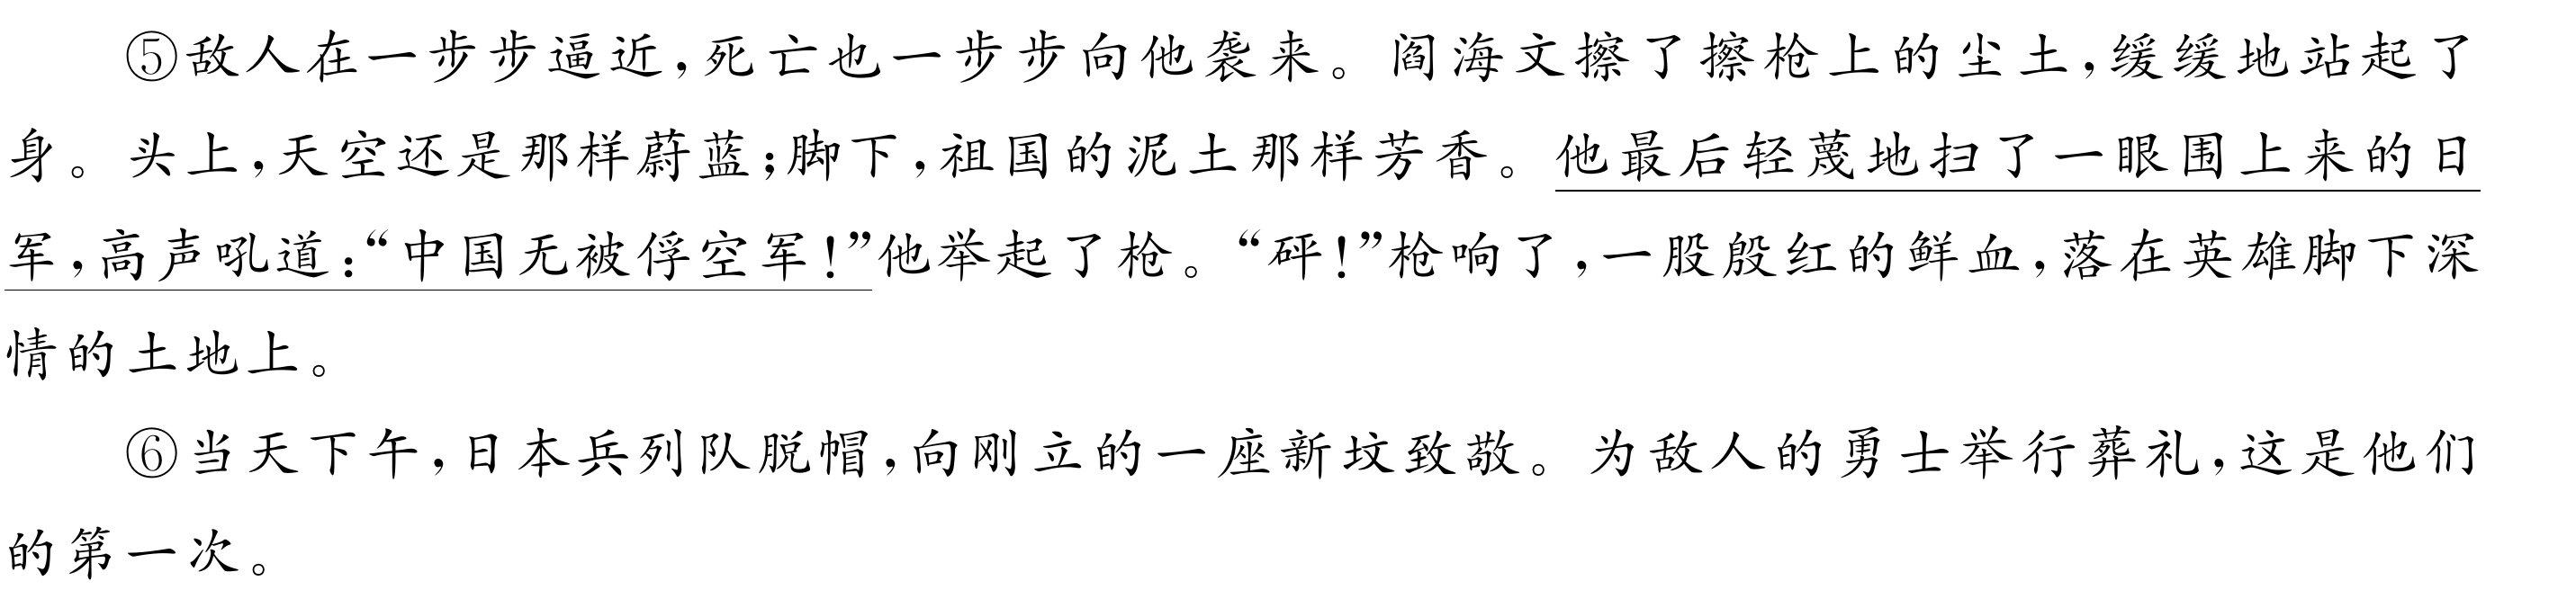 ⑤敌人在一步步逼近,死亡也一步步向他袭来。阎海文擦了擦枪上的尘土,缓缓地站起了
身。头上,天空还是那样蔚蓝;脚下,祖国的泥土那样芳香。他最后轻蔑地扫了一眼围上来的日
军,高声吼道:“中国无被俘空军!”他举起了枪。“砰!”枪响了,一股殷红的鲜血,落在英雄脚下深
情的土地上。
⑥当天下午,日本兵列队脱帽,向刚立的一座新坟致敬。为敌人的勇士举行葬礼,这是他们
的第一次。